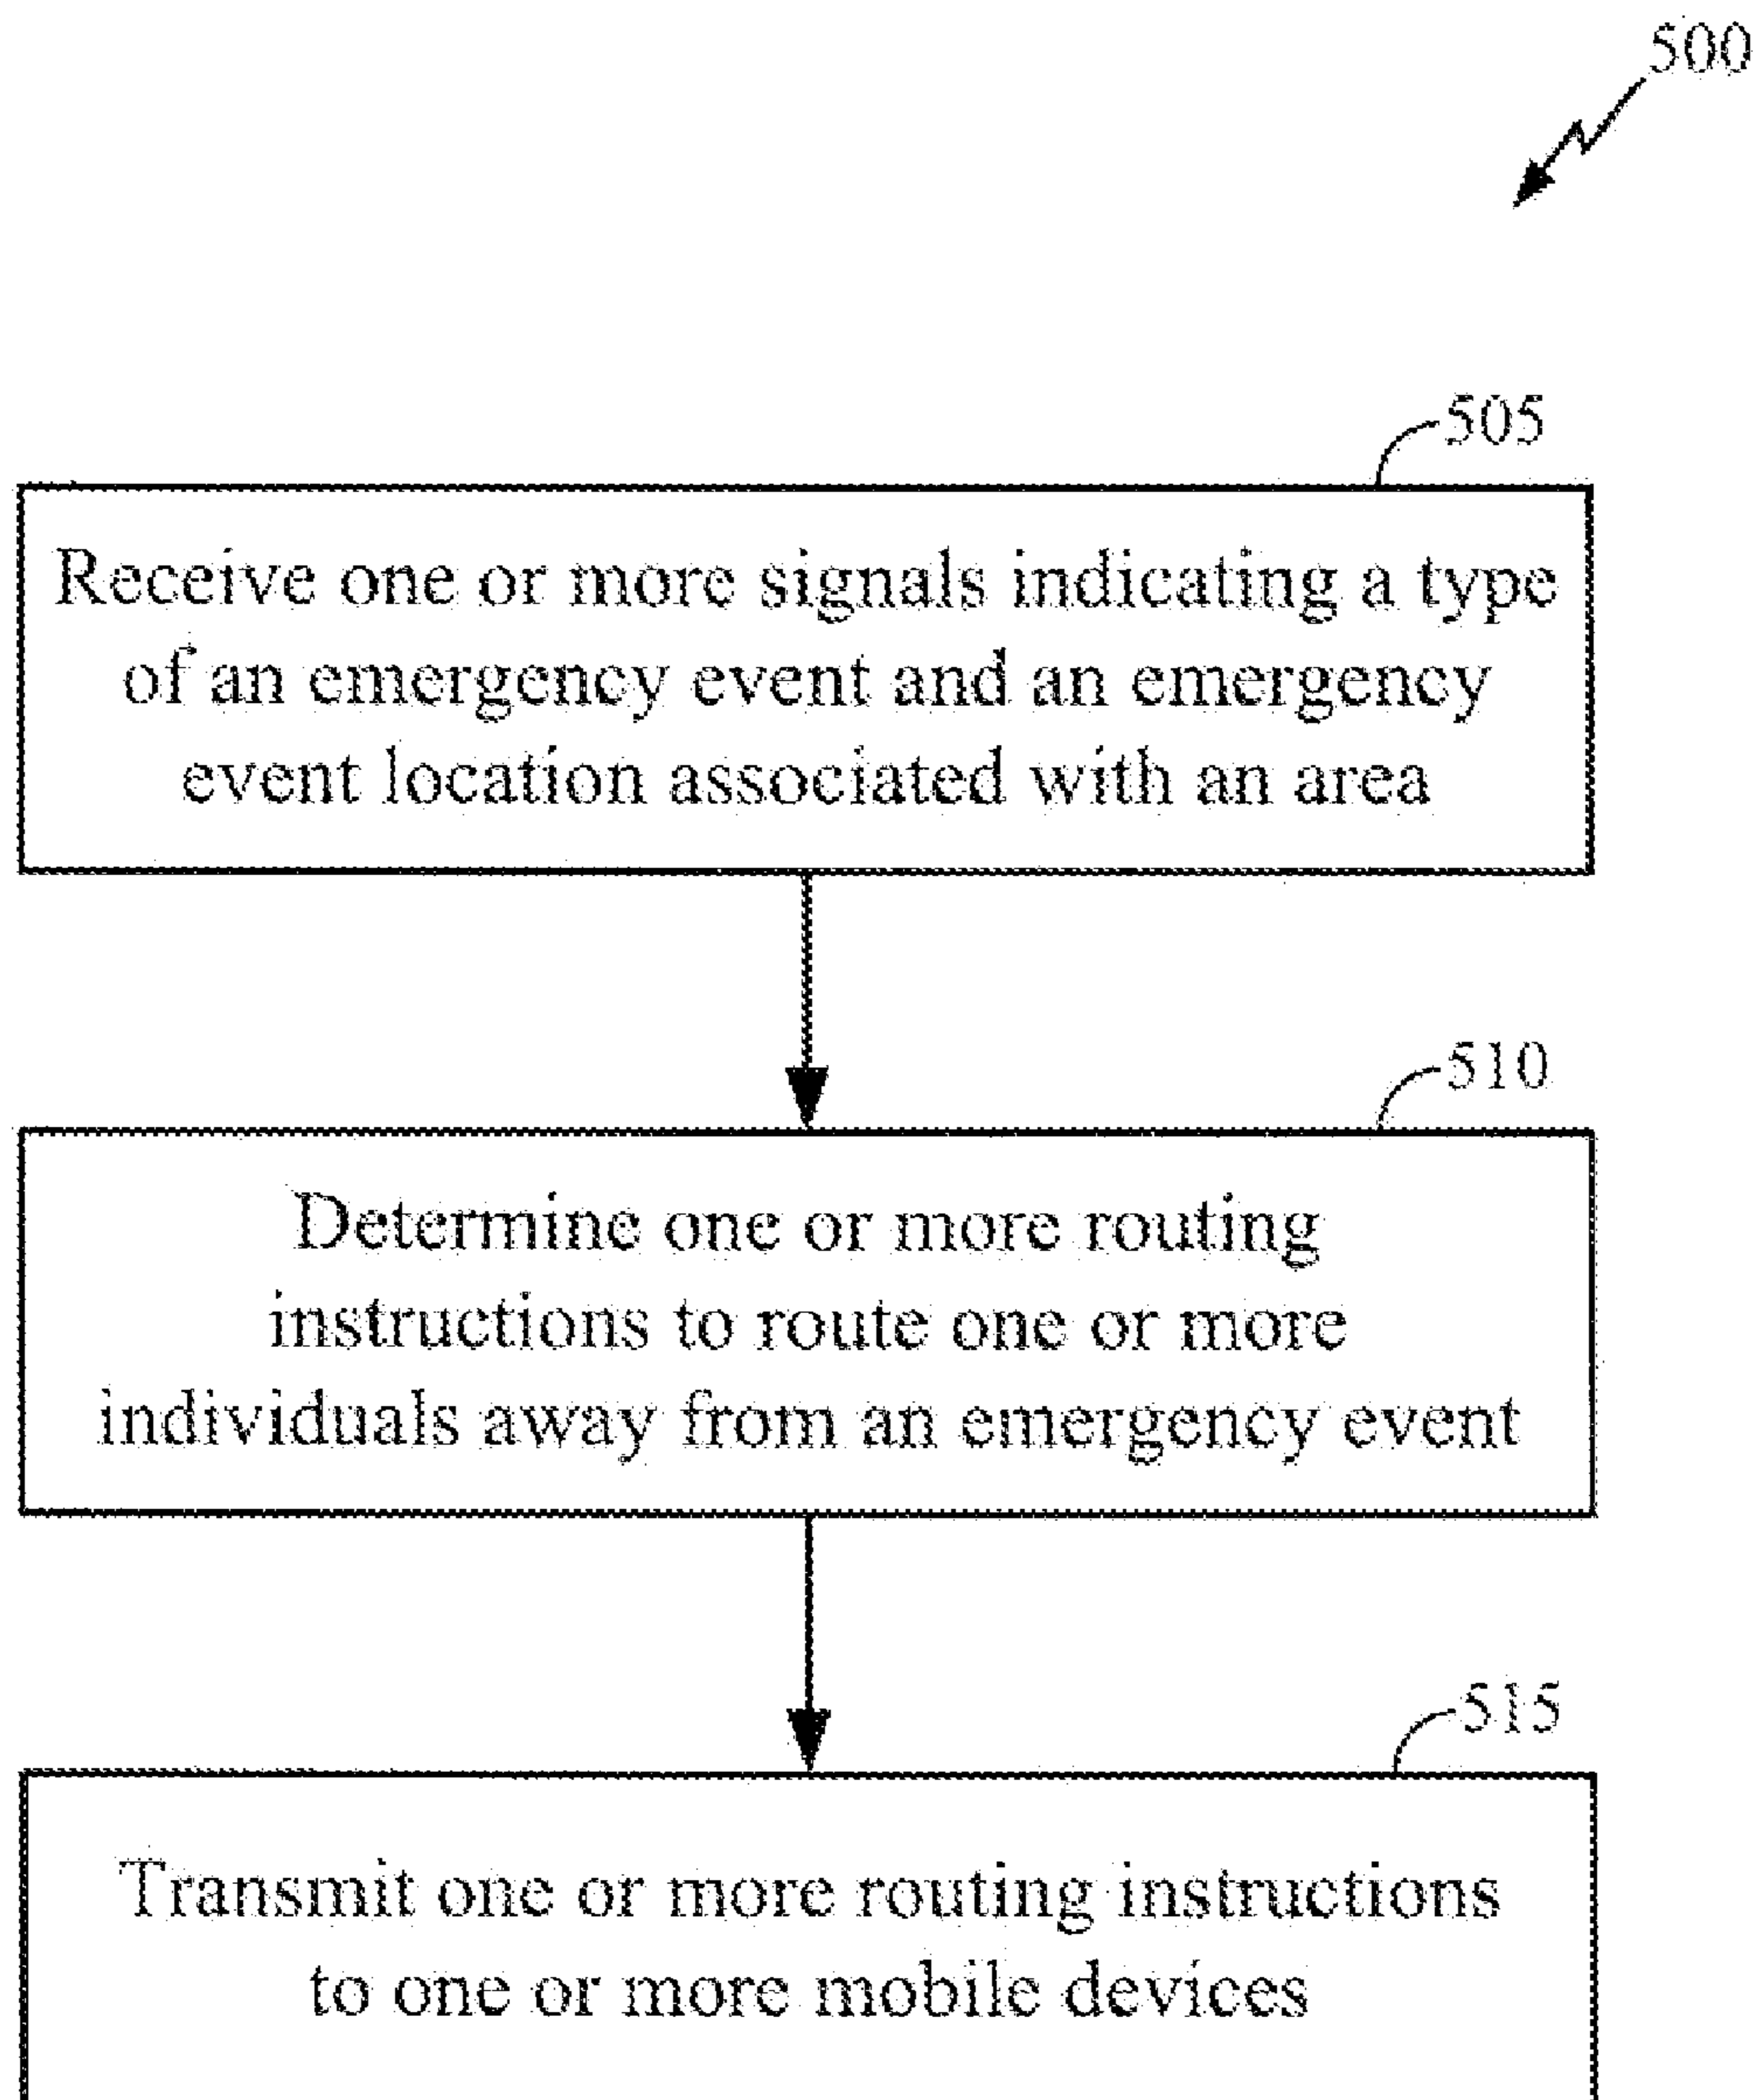 500
505
Receive one or more signals indicating a type
of an emergency event and an emergency
event location associated with an area
510
Determine one or more routing
instructions to route one or more
individuals away from an emergency event
515
Transmit one or more routing instructions
to one or more mobile devices